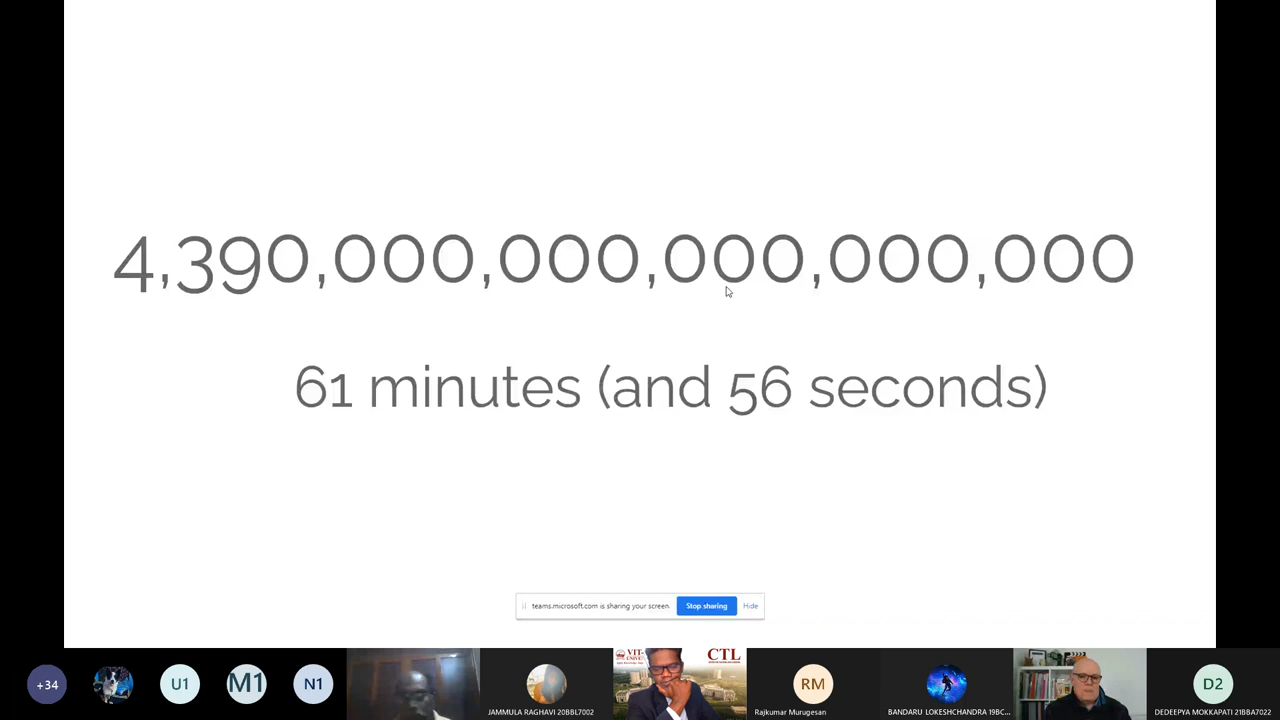 4,390,000,000,000,000,000
61 minutes (and 56 seconds)
teams.microsoft.com is sharing your screen.
Stop sharing
Hide
+34
U1
M1
N1
JAMMULA RAGHAVI 20BBL7002
VIT-
CTL
RM
Rajkumar Murugesan
BANDARU LOKESHCHANDRA 19BC...
D2
DEDEEPYA MOKKAPATI 21BBA7022